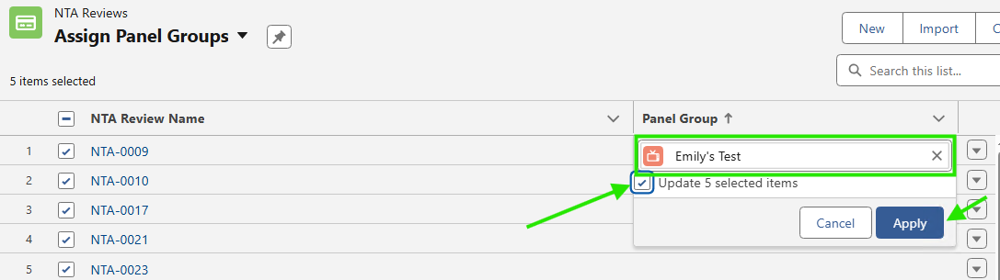 NTA Reviews
Assign Panel Groups
New Import C
5 items selected
Search this list...
NTA Review Name Panel Group
1 NTA-0009 Emily's Test
2 NTA-0010 Update 5 selected items
3 NTA-0017
Cancel Apply
4 NTA-0021
5 NTA-0023